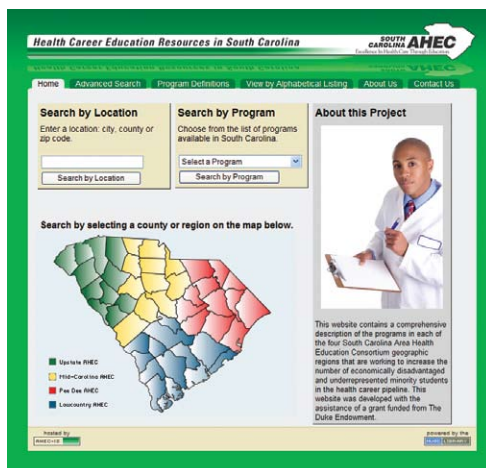 Health Career Education Resources in South Carolina
SOUTH
CAROLINA AHEC
Excellence In Health Care Through Education
Home
Advanced Search
Program Definitions
View by Alphabetical Listing
About Us
Contact Us
Search by Location
Enter a location: city, county or
zip code.
Search by Location
Search by Program
Choose from the list of programs
available in South Carolina.
Select a Program
Search by Program
About this Project
Search by selecting a county or region on the map below.
Upstate AHEC
Mid-Carolina AHEC
Pee Dee AHEC
Lowcountry AHEC
This website contains a comprehensive
description of the programs in each of
the four South Carolina Area Health
Education Consortium geographic
regions that are working to increase the
number of economically disadvantaged
and underrepresented minority students
in the health career pipeline. This
website was developed with the
assistance of a grant funded from The
Duke Endowment.
hosted by
powered by the